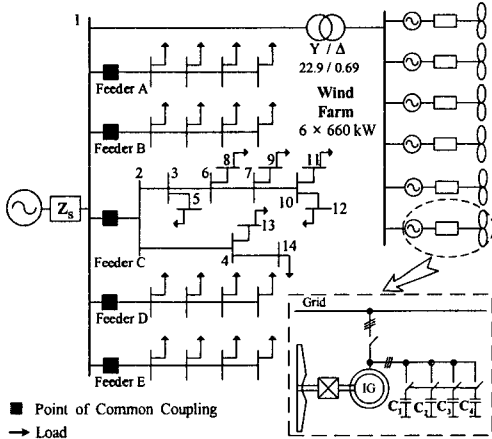 1
Y / Δ
22.9 / 0.69
Wind
Farm
6 × 660 kW
Feeder A
Feeder B
2
3
5
6
8
7
9
10
11
12
13
4
14
Zs
Feeder C
Feeder D
Feeder E
Grid
IG
C1
C2
C3
C4
Point of Common Coupling
Load